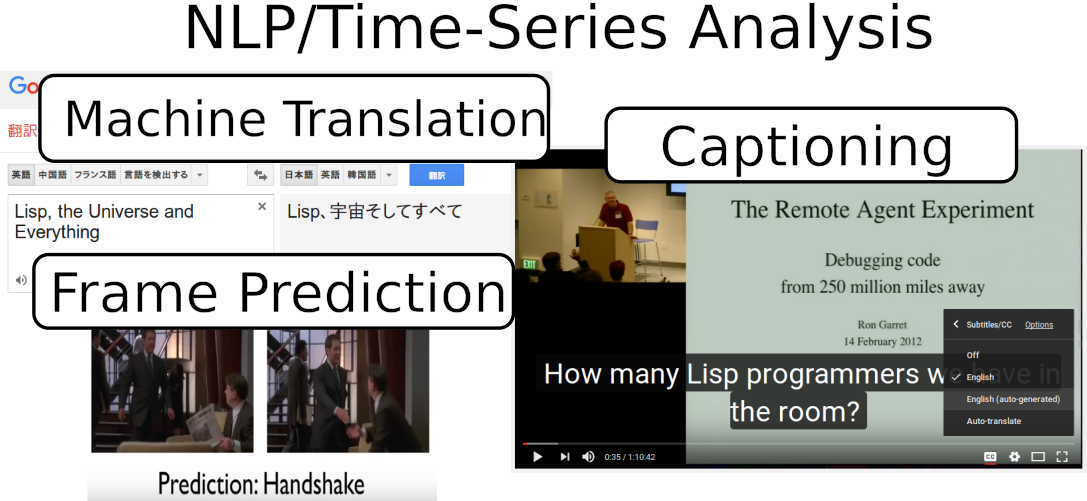 NLP/Time-Series Analysis
Go
Machine Translation
翻訳
英語 中国語 フランス語 言語を検出する
日本語 英語 韓国語
翻訳
Lisp, the Universe and
Everything
Lisp、宇宙そしてすべて
Frame Prediction
Prediction: Handshake
Captioning
The Remote Agent Experiment
Debugging code
from 250 million miles away
Ron Garret
14 February 2012
EXIT
Subtitles/CC Options
Off
English
English (auto-generated)
Auto-translate
How many Lisp programmers we have in
the room?
0:35 / 1:10:42
CC